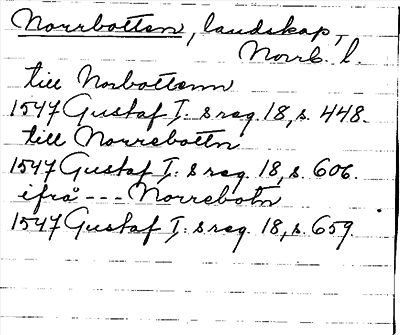 Norrbotten, landskap,
Norrb. l.
till Norbottenn
1547 Gustaf I: s reg. 18, s. 448.
till Norrebottn
1547 Gustaf I: s reg. 18, s. 606.
ifrå --- Norrebotn
1547 Gustaf I: s reg. 18, s. 659.